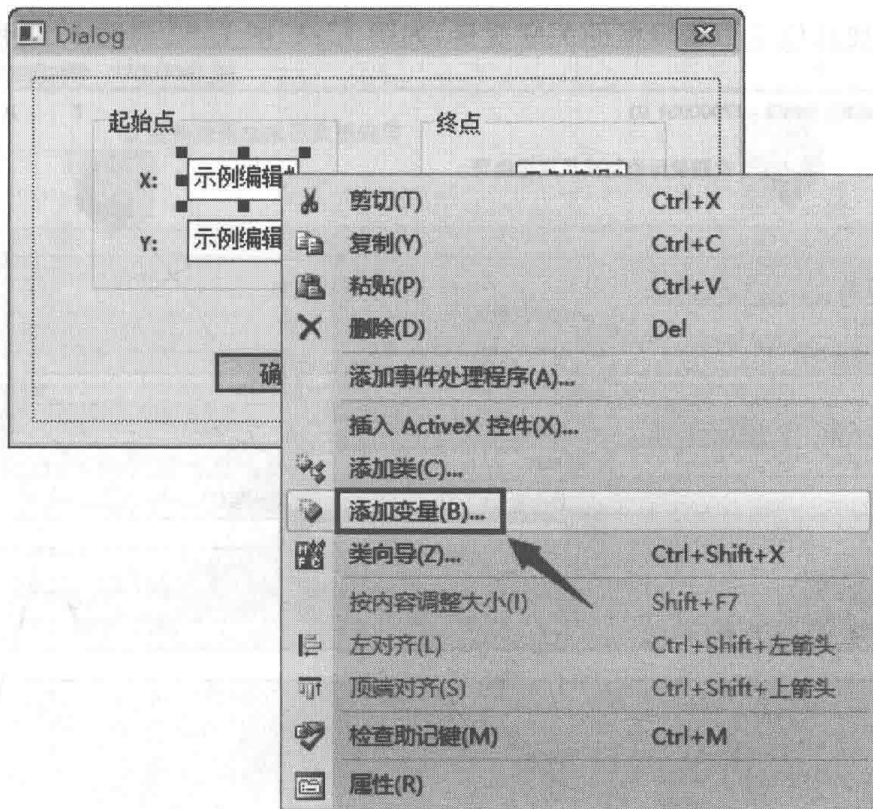 Dialog
起始点
终点
X: 示例编辑
Y: 示例编辑
确
剪切(T) Ctrl+X
复制(Y) Ctrl+C
粘贴(P) Ctrl+V
删除(D) Del
添加事件处理程序(A)...
插入 ActiveX 控件(X)...
添加类(C)...
添加变量(B)...
类向导(Z)... Ctrl+Shift+X
按内容调整大小(I) Shift+F7
左对齐(L) Ctrl+Shift+左箭头
顶端对齐(S) Ctrl+Shift+上箭头
检查助记键(M) Ctrl+M
属性(R)